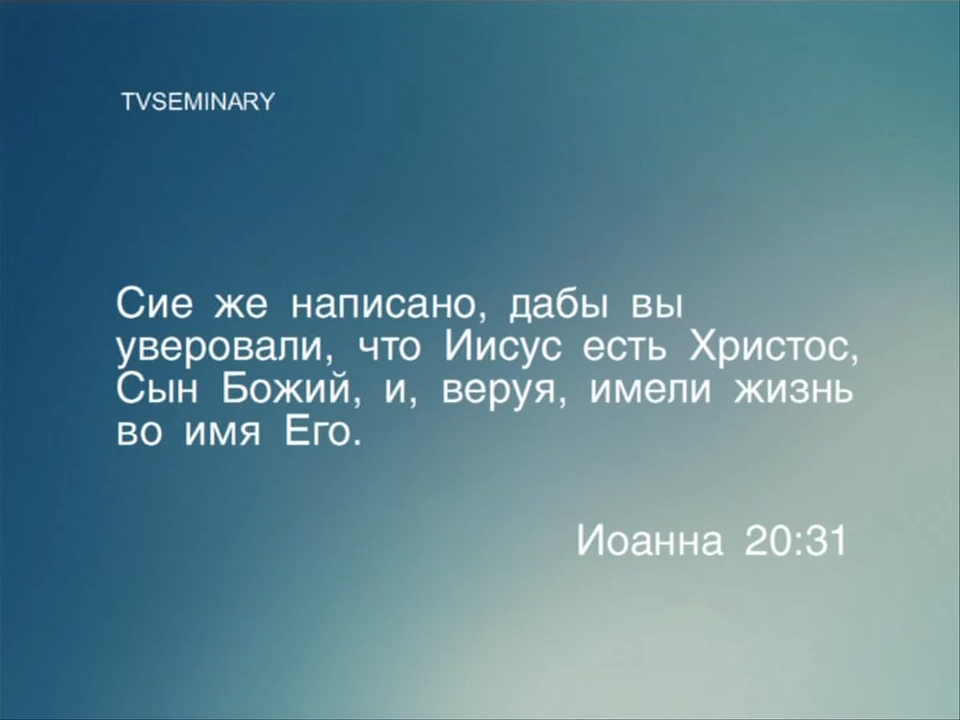 TVSEMINARY
Сие же написано, дабы вы
уверовали, что Иисус есть Христос,
Сын Божий, и, веруя, имели жизнь
во имя Его.
Иоанна 20:31